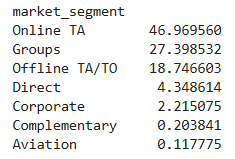 market_segment
Online TA 46.969560
Groups 27.398532
Offline TA/TO 18.746603
Direct 4.348614
Corporate 2.215075
Complementary 0.203841
Aviation 0.117775